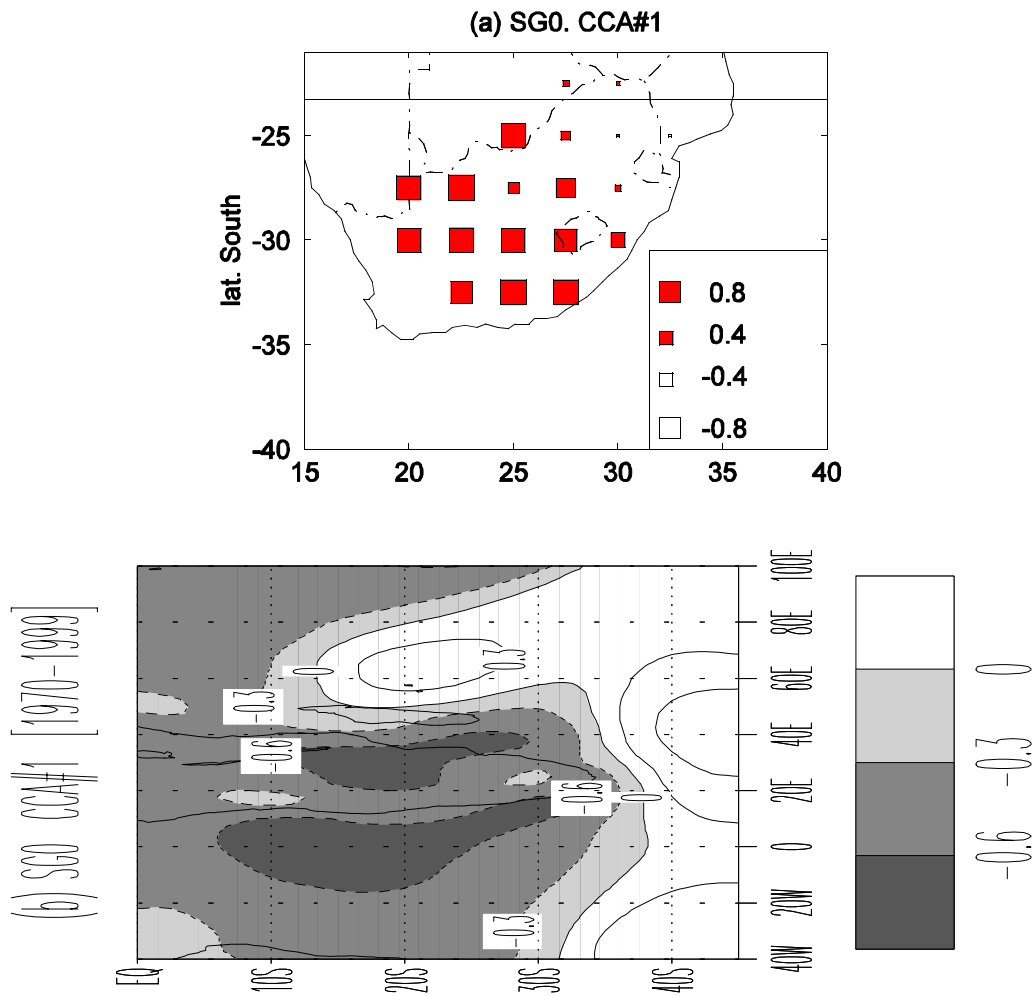 (a) SG0. CCA#1
lat. South
-25
-30
-35
-40
15 20 25 30 35 40
0.8
0.4
-0.4
-0.8
b) SG0 CCA#1 [1970-1999]
100E
80E
60E
40E
20E
0
20W
40W
EQ 10S 20S 30S 40S
0
0.3
-0.3
-0.6
-0.6
0
-0.3
0
-0.3
-0.6